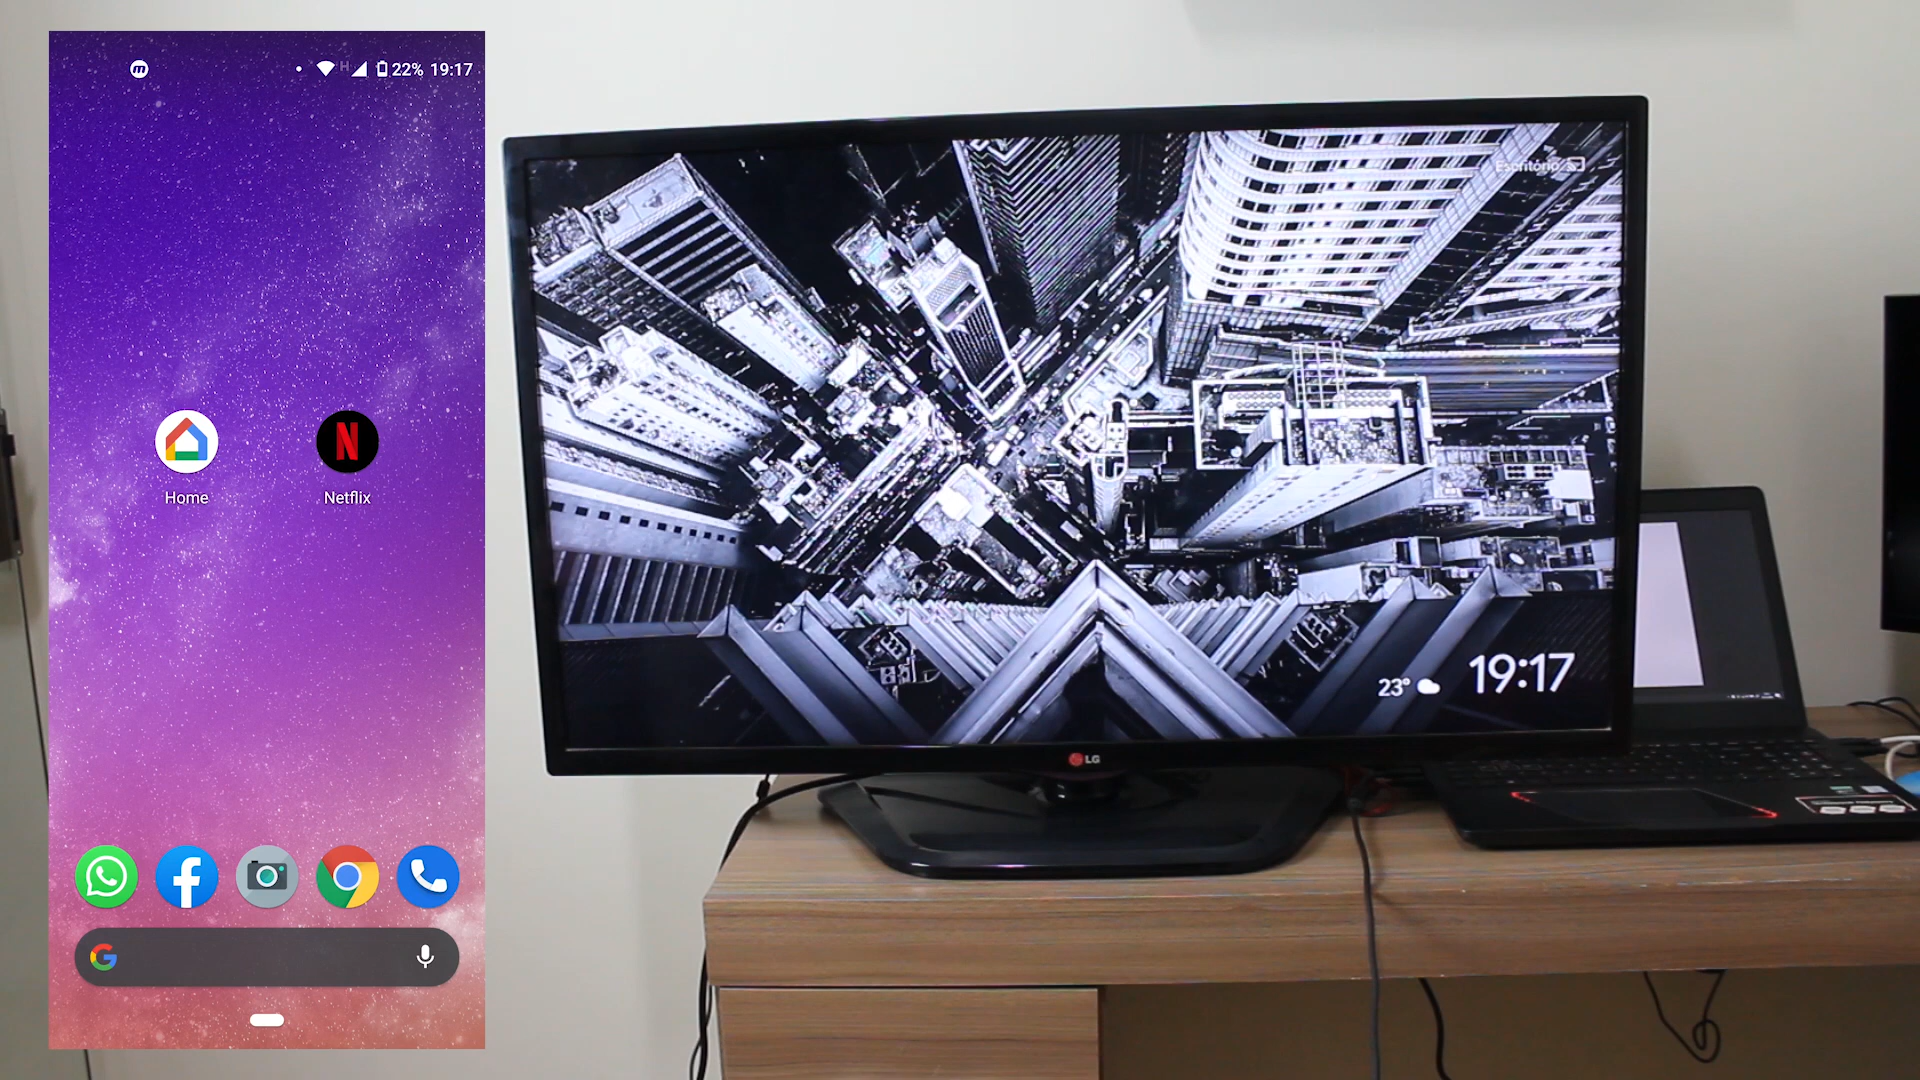 m H 22% 19:17
Home Netflix
G
Escritório
23° 19:17
LG